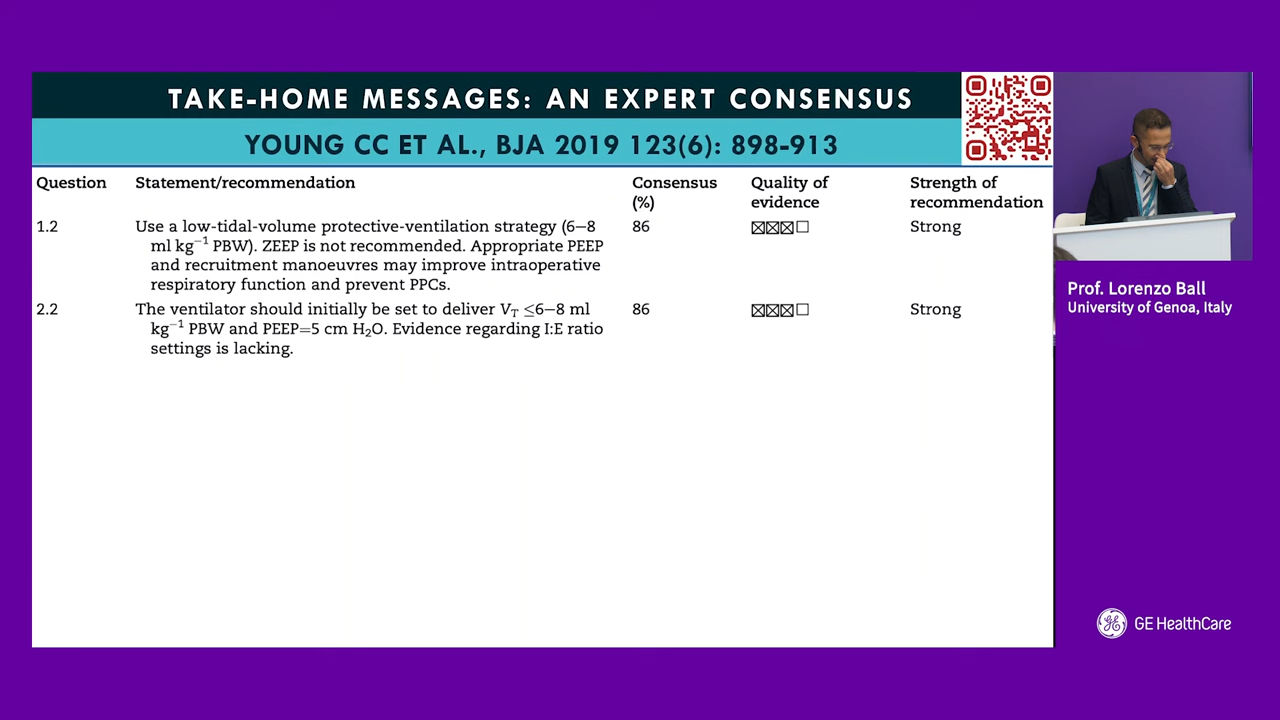 TAKE-HOME MESSAGES: AN EXPERT CONSENSUS
YOUNG CC ET AL., BJA 2019 123(6): 898-913
Question Statement/recommendation Consensus (%) Quality of evidence Strength of recommendation
1.2 Use a low-tidal-volume protective-ventilation strategy (6–8 86 ☒☒☒☐ Strong
ml kg⁻¹ PBW). ZEEP is not recommended. Appropriate PEEP
and recruitment manoeuvres may improve intraoperative
respiratory function and prevent PPCs.
2.2 The ventilator should initially be set to deliver V_T ≤6–8 ml 86 ☒☒☒☐ Strong
kg⁻¹ PBW and PEEP=5 cm H₂O. Evidence regarding I:E ratio
settings is lacking.
Prof. Lorenzo Ball
University of Genoa, Italy
GE HealthCare